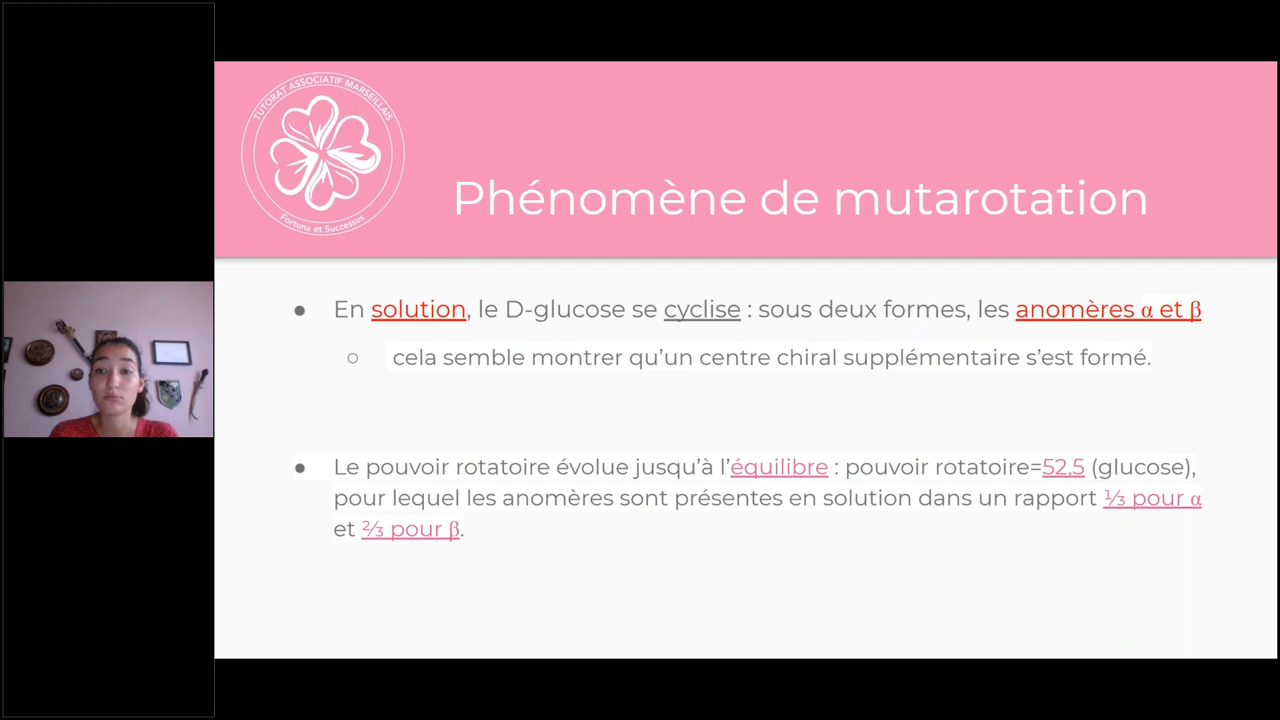 TUTORAT ASSOCIATIF MARSEILLAIS
Fortuna et Successus
Phénomène de mutarotation
● En solution, le D-glucose se cyclise : sous deux formes, les anomères α et β
○ cela semble montrer qu’un centre chiral supplémentaire s’est formé.
● Le pouvoir rotatoire évolue jusqu’à l’équilibre : pouvoir rotatoire=52,5 (glucose),
pour lequel les anomères sont présentes en solution dans un rapport ⅓ pour α
et ⅔ pour β.